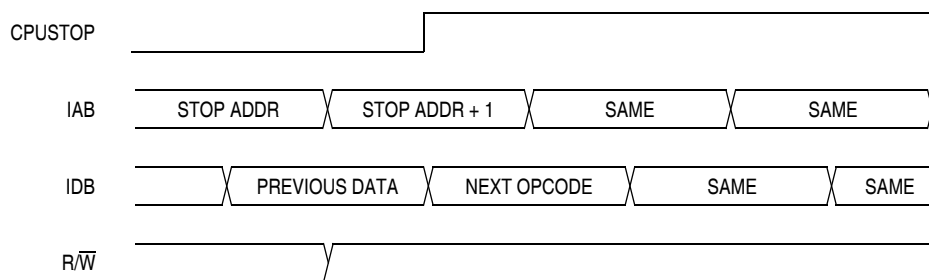 CPUSTOP
IAB STOP ADDR STOP ADDR + 1 SAME SAME
IDB PREVIOUS DATA NEXT OPCODE SAME SAME
R/W̅